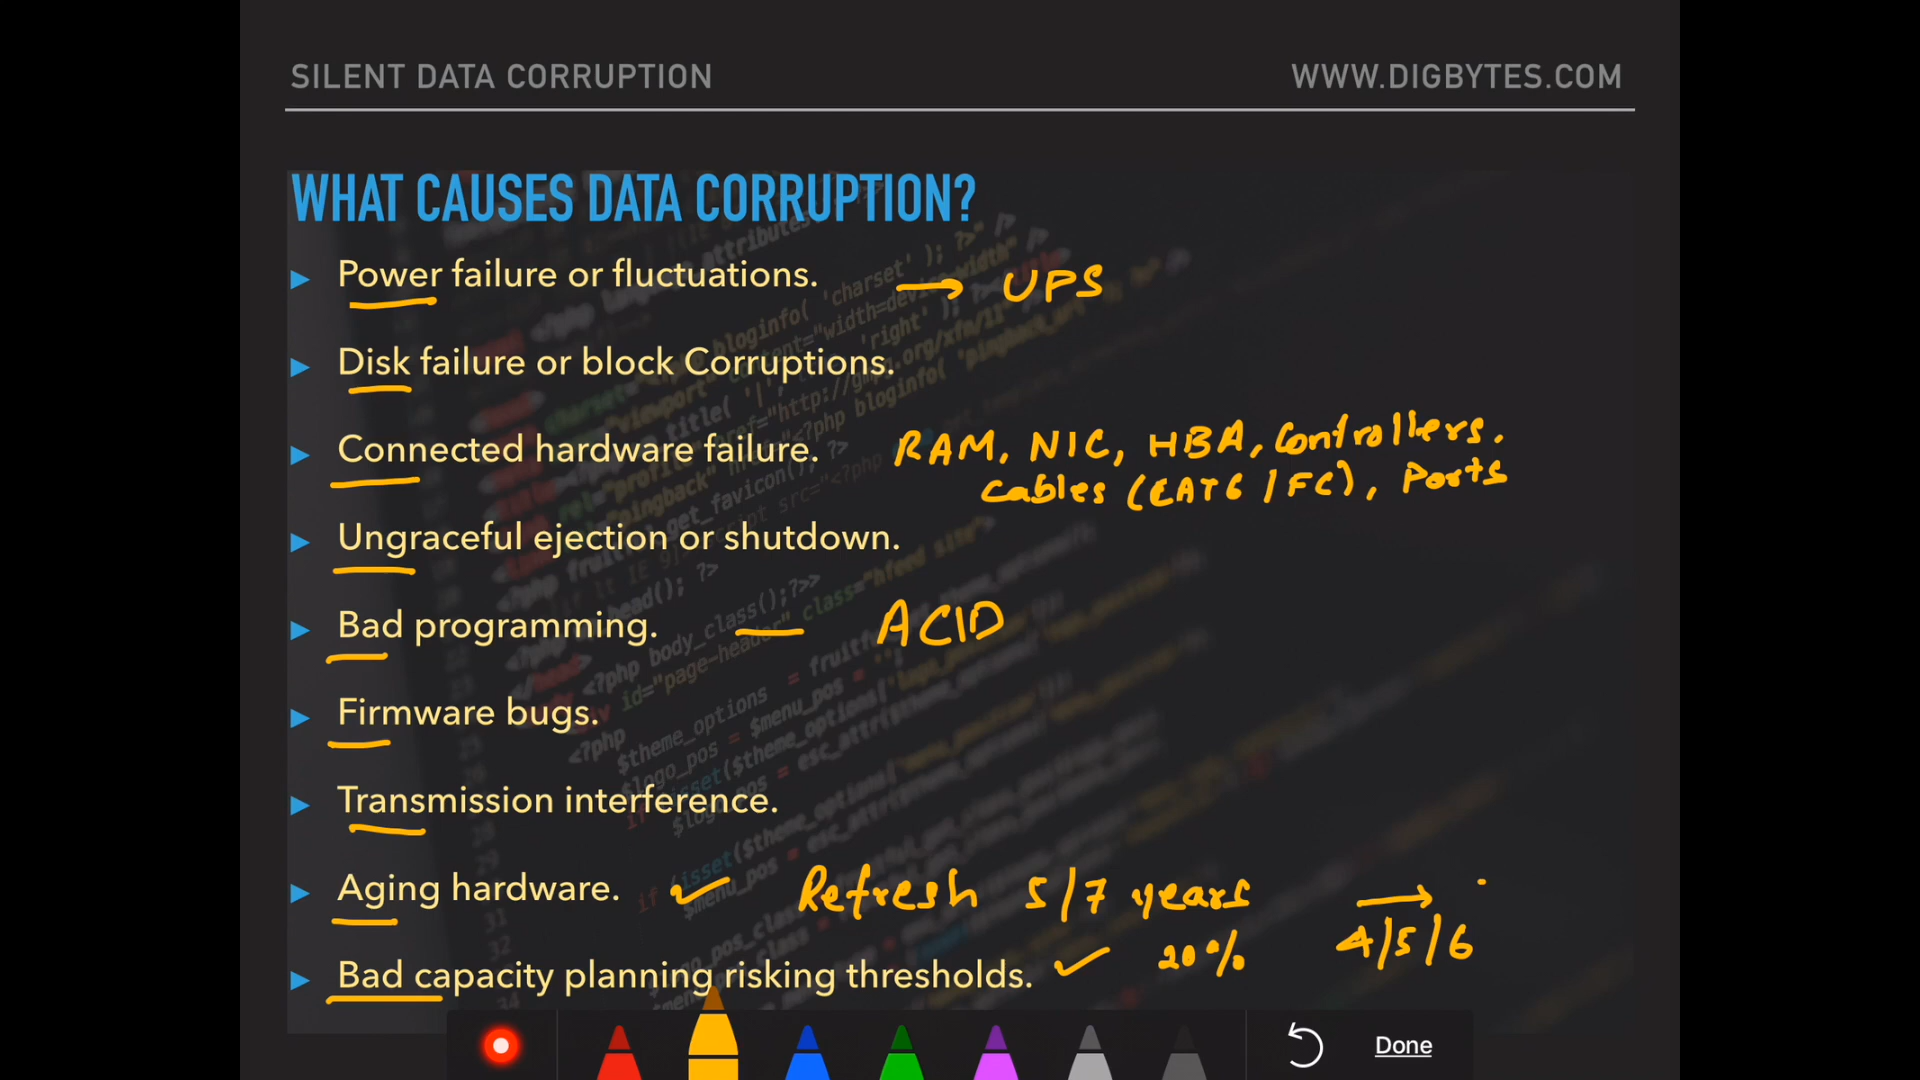 SILENT DATA CORRUPTION
WWW.DIGBYTES.COM
WHAT CAUSES DATA CORRUPTION?
▶ Power failure or fluctuations. → UPS
▶ Disk failure or block Corruptions.
▶ Connected hardware failure. RAM, NIC, HBA, Controllers.
Cables (CAT6 / FC), Ports
▶ Ungraceful ejection or shutdown.
▶ Bad programming. — ACID
▶ Firmware bugs.
▶ Transmission interference.
▶ Aging hardware. ✓ Refresh 5/7 years →
4/5/6
▶ Bad capacity planning risking thresholds. ✓ 20%
Done